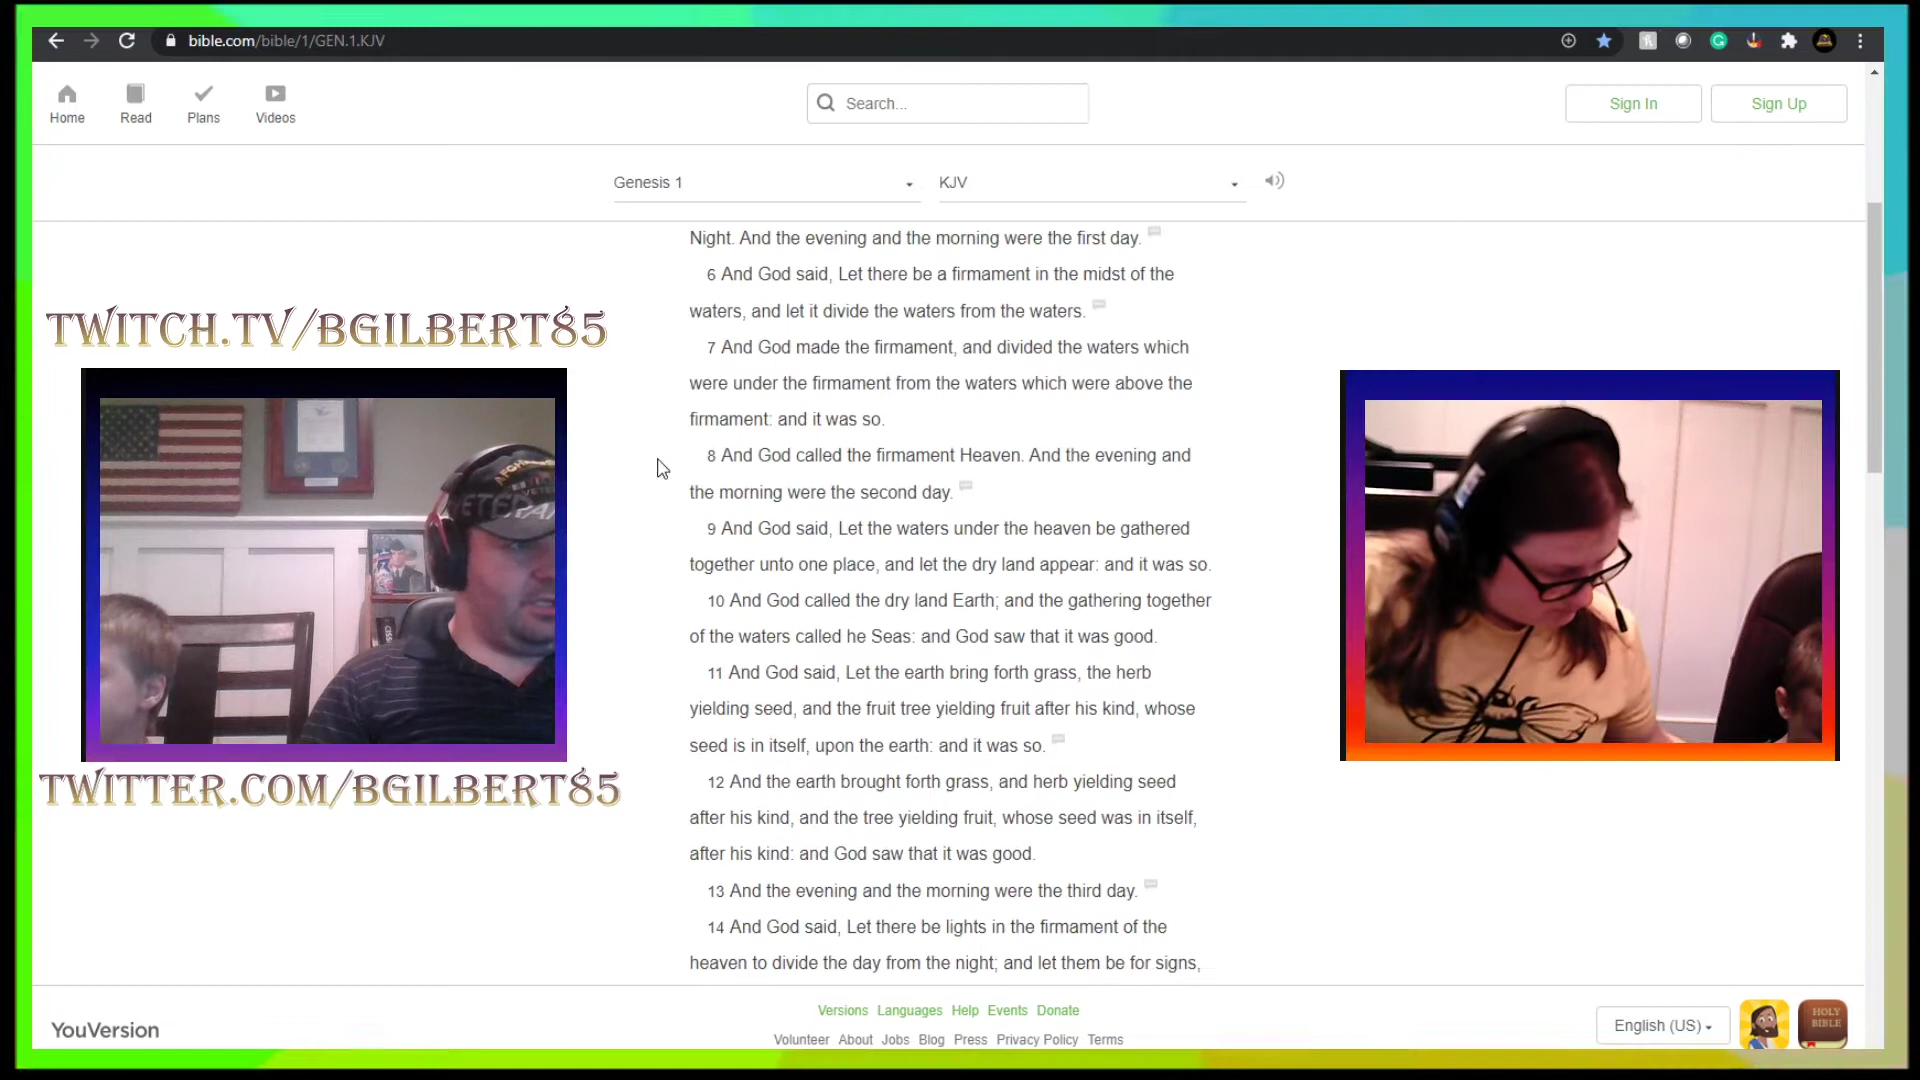 bible.com/bible/1/GEN.1.KJV
Home
Read
Plans
Videos
Search...
Sign In
Sign Up
Genesis 1
KJV
Night. And the evening and the morning were the first day.
6 And God said, Let there be a firmament in the midst of the
waters, and let it divide the waters from the waters.
7 And God made the firmament, and divided the waters which
were under the firmament from the waters which were above the
firmament: and it was so.
8 And God called the firmament Heaven. And the evening and
the morning were the second day.
9 And God said, Let the waters under the heaven be gathered
together unto one place, and let the dry land appear: and it was so.
10 And God called the dry land Earth; and the gathering together
of the waters called he Seas: and God saw that it was good.
11 And God said, Let the earth bring forth grass, the herb
yielding seed, and the fruit tree yielding fruit after his kind, whose
seed is in itself, upon the earth: and it was so.
12 And the earth brought forth grass, and herb yielding seed
after his kind, and the tree yielding fruit, whose seed was in itself,
after his kind: and God saw that it was good.
13 And the evening and the morning were the third day.
14 And God said, Let there be lights in the firmament of the
heaven to divide the day from the night; and let them be for signs,
TWITCH.TV/BGILBERT85
VETERAN
TWITTER.COM/BGILBERT85
Versions Languages Help Events Donate
YouVersion
Volunteer About Jobs Blog Press Privacy Policy Terms
English (US)
HOLY
BIBLE